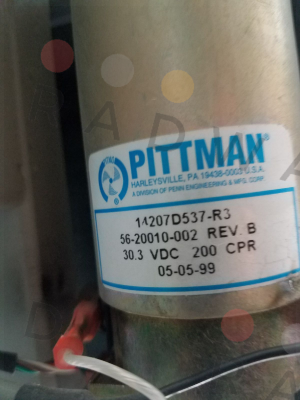 PITTMAN®
HARLEYSVILLE, PA 19438-0003 U.S.A.
A DIVISION OF PENN ENGINEERING & MFG. CORP.
14207D537-R3
56-20010-002 REV. B
30.3 VDC 200 CPR
05-05-99